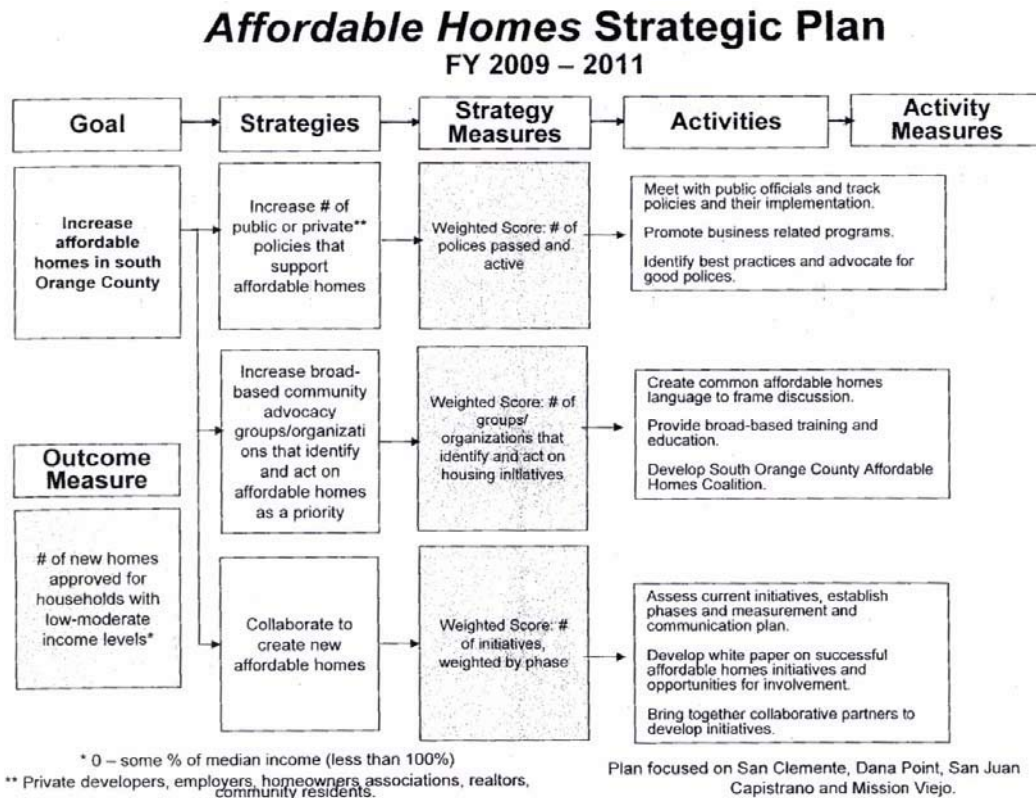 Affordable Homes Strategic Plan
FY 2009 – 2011
Goal
Strategies
Strategy
Measures
Activities
Activity
Measures
Increase
affordable
homes in south
Orange County
Increase # of
public or private**
policies that
support
affordable homes
Weighted Score: # of
polices passed and
active
Meet with public officials and track
policies and their implementation.
Promote business related programs.
Identify best practices and advocate for
good polices.
Increase broad-
based community
advocacy
groups/organizati
ons that identify
and act on
affordable homes
as a priority
Weighted Score: # of
groups/
organizations that
identify and act on
housing initiatives
Create common affordable homes
language to frame discussion.
Provide broad-based training and
education.
Develop South Orange County Affordable
Homes Coalition.
Outcome
Measure
# of new homes
approved for
households with
low-moderate
income levels*
Collaborate to
create new
affordable homes
Weighted Score: #
of initiatives,
weighted by phase
Assess current initiatives, establish
phases and measurement and
communication plan.
Develop white paper on successful
affordable homes initiatives and
opportunities for involvement.
Bring together collaborative partners to
develop initiatives.
* 0 – some % of median income (less than 100%)
** Private developers, employers, homeowners associations, realtors,
community residents.
Plan focused on San Clemente, Dana Point, San Juan
Capistrano and Mission Viejo.